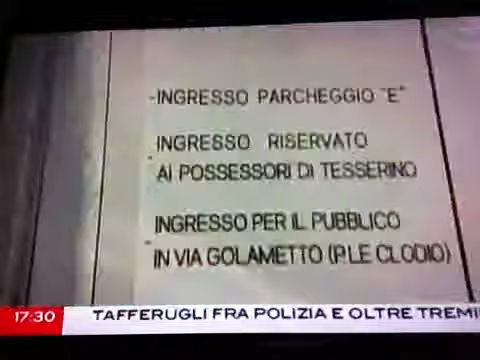 -INGRESSO PARCHEGGIO "E"
INGRESSO RISERVATO
AI POSSESSORI DI TESSERINO
INGRESSO PER IL PUBBLICO
IN VIA GOLAMETTO (P.LE CLODIO)
17:30 TAFFERUGLI FRA POLIZIA E OLTRE TREMI